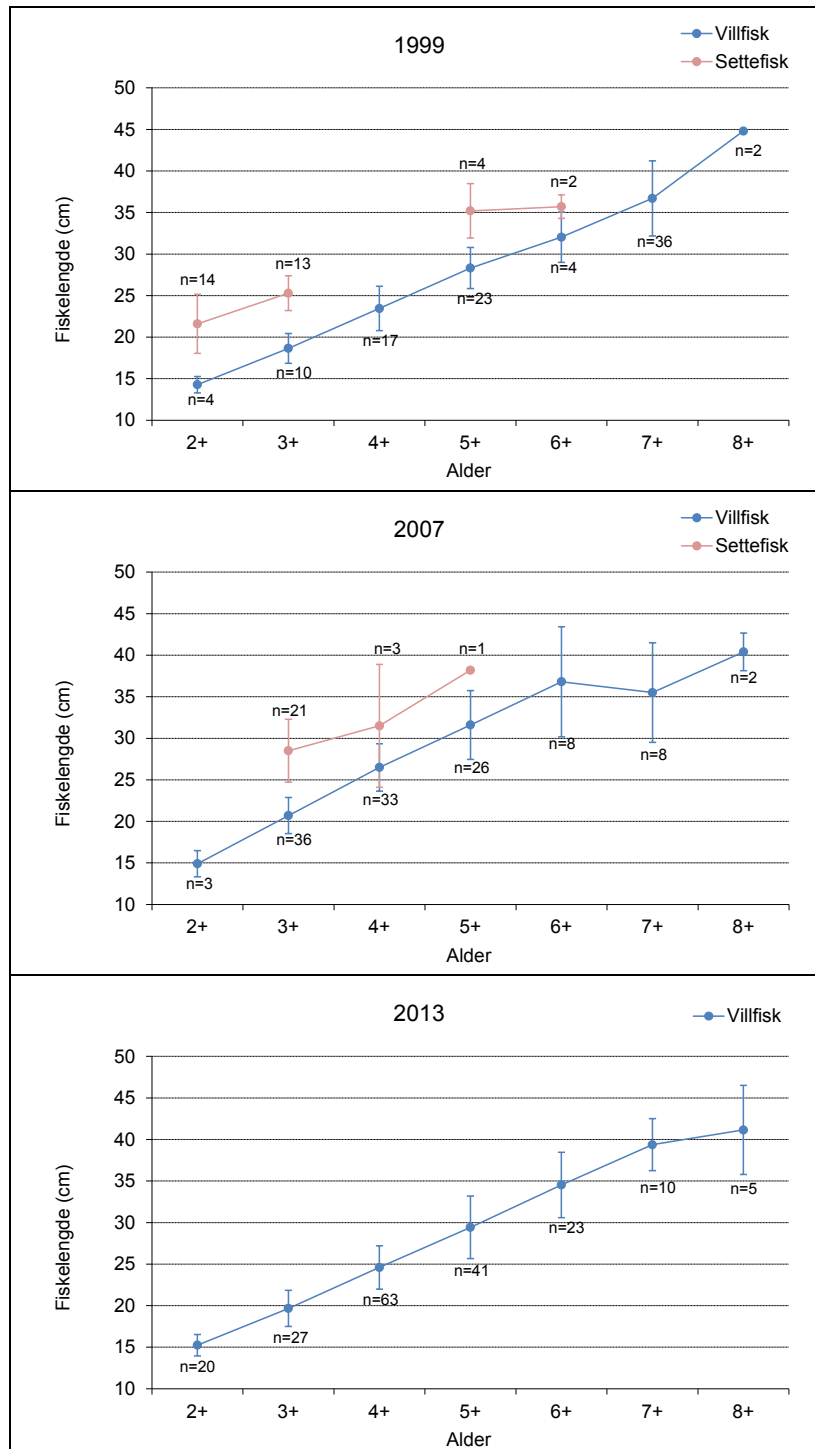 1999
Villfisk
Settefisk
Fiskelengde (cm)
50
45
40
35
30
25
20
15
10
n=14
n=13
n=4
n=2
n=4
n=10
n=17
n=23
n=4
n=36
n=2
2+ 3+ 4+ 5+ 6+ 7+ 8+
Alder
2007
Villfisk
Settefisk
Fiskelengde (cm)
50
45
40
35
30
25
20
15
10
n=21
n=3
n=1
n=3
n=36
n=33
n=26
n=8
n=8
n=2
2+ 3+ 4+ 5+ 6+ 7+ 8+
Alder
2013
Villfisk
Fiskelengde (cm)
50
45
40
35
30
25
20
15
10
n=20
n=27
n=63
n=41
n=23
n=10
n=5
2+ 3+ 4+ 5+ 6+ 7+ 8+
Alder